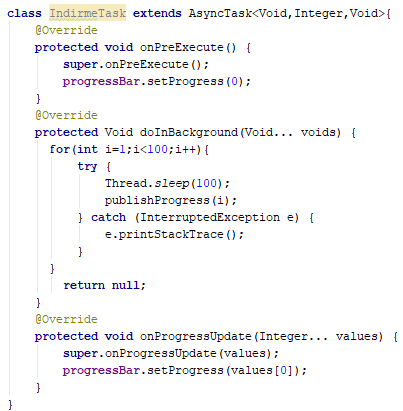 class IndirmeTask extends AsyncTask<Void,Integer,Void>{
@Override
protected void onPreExecute() {
super.onPreExecute();
progressBar.setProgress(0);
}
@Override
protected Void doInBackground(Void... voids) {
for(int i=1;i<100;i++){
try {
Thread.sleep(100);
publishProgress(i);
} catch (InterruptedException e) {
e.printStackTrace();
}
}
return null;
}
@Override
protected void onProgressUpdate(Integer... values) {
super.onProgressUpdate(values);
progressBar.setProgress(values[0]);
}
}